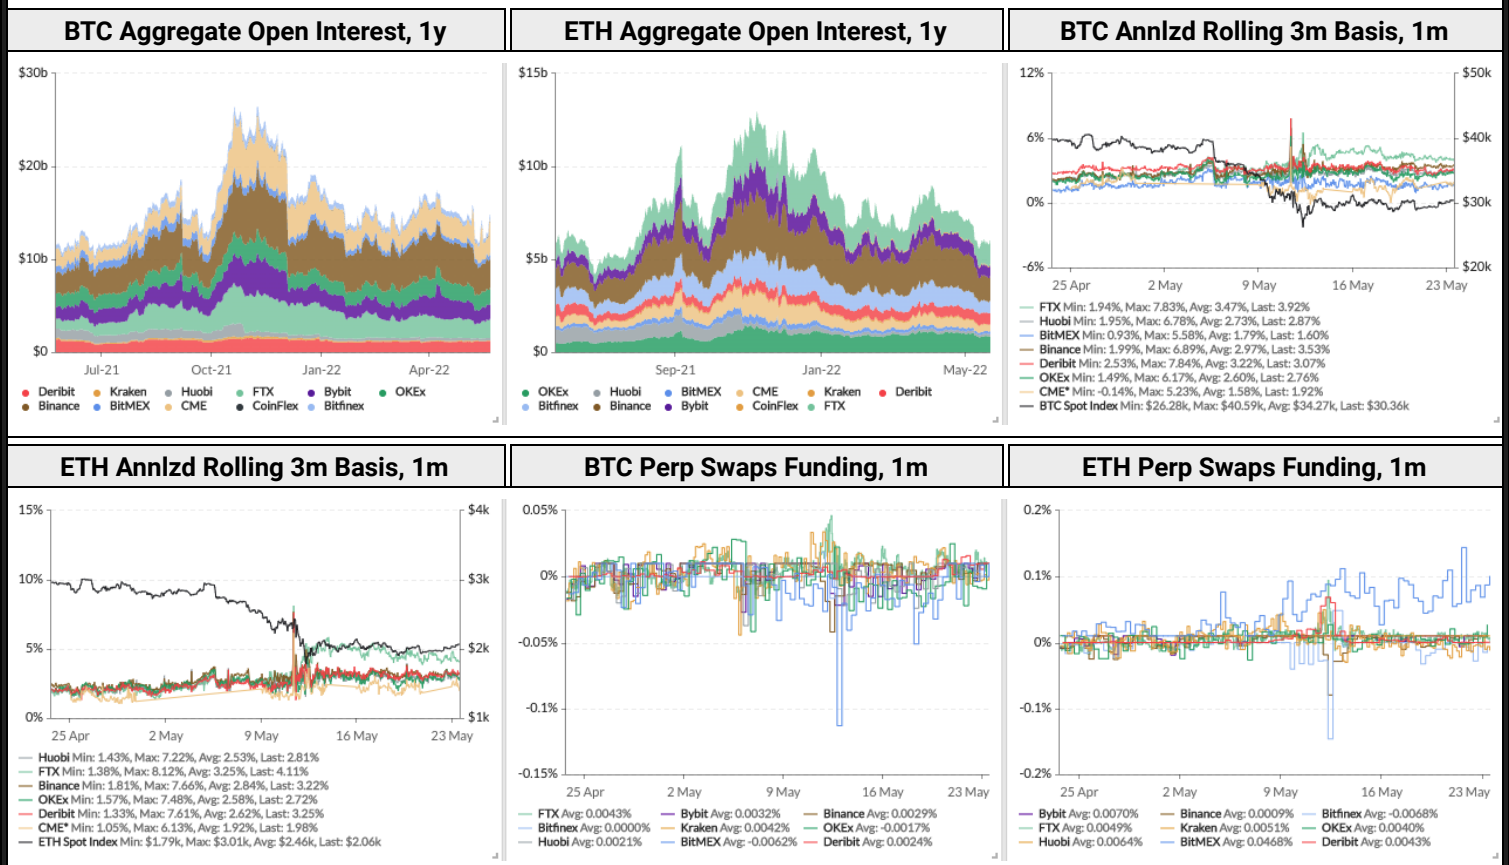 BTC Aggregate Open Interest, 1y
$30b
$20b
$10b
$0
Jul-21 Oct-21 Jan-22 Apr-22
Deribit Kraken Huobi FTX Bybit OKEx
Binance BitMEX CME CoinFlex Bitfinex
ETH Aggregate Open Interest, 1y
$15b
$10b
$5b
$0
Sep-21 Jan-22 May-22
OKEx Huobi BitMEX CME Kraken Deribit
Bitfinex Binance Bybit CoinFlex FTX
BTC Annlzd Rolling 3m Basis, 1m
12% $50k
6% $40k
0% $30k
-6% $20k
25 Apr 2 May 9 May 16 May 23 May
FTX Min: 1.94%, Max: 7.83%, Avg: 3.47%, Last: 3.92%
Huobi Min: 1.95%, Max: 6.78%, Avg: 2.73%, Last: 2.87%
BitMEX Min: 0.93%, Max: 5.58%, Avg: 1.79%, Last: 1.60%
Binance Min: 1.99%, Max: 6.89%, Avg: 2.97%, Last: 3.53%
Deribit Min: 2.53%, Max: 7.84%, Avg: 3.22%, Last: 3.07%
OKEx Min: 1.49%, Max: 6.17%, Avg: 2.60%, Last: 2.76%
CME* Min: -0.14%, Max: 5.23%, Avg: 1.58%, Last: 1.92%
BTC Spot Index Min: $26.28k, Max: $40.59k, Avg: $34.27k, Last: $30.36k
ETH Annlzd Rolling 3m Basis, 1m
15% $4k
10% $3k
5% $2k
0% $1k
25 Apr 2 May 9 May 16 May 23 May
Huobi Min: 1.43%, Max: 7.22%, Avg: 2.53%, Last: 2.81%
FTX Min: 1.38%, Max: 8.12%, Avg: 3.25%, Last: 4.11%
Binance Min: 1.81%, Max: 7.66%, Avg: 2.84%, Last: 3.22%
OKEx Min: 1.57%, Max: 7.48%, Avg: 2.58%, Last: 2.72%
Deribit Min: 1.33%, Max: 7.61%, Avg: 2.62%, Last: 3.25%
CME* Min: 1.05%, Max: 6.13%, Avg: 1.92%, Last: 1.98%
ETH Spot Index Min: $1.79k, Max: $3.01k, Avg: $2.46k, Last: $2.06k
BTC Perp Swaps Funding, 1m
0.05%
0%
-0.05%
-0.1%
-0.15%
25 Apr 2 May 9 May 16 May 23 May
FTX Avg: 0.0043% Bybit Avg: 0.0032% Binance Avg: 0.0029%
Bitfinex Avg: 0.0000% Kraken Avg: 0.0042% OKEx Avg: -0.0017%
Huobi Avg: 0.0021% BitMEX Avg: -0.0062% Deribit Avg: 0.0024%
ETH Perp Swaps Funding, 1m
0.2%
0.1%
0%
-0.1%
-0.2%
25 Apr 2 May 9 May 16 May 23 May
Bybit Avg: 0.0070% Binance Avg: 0.0009% Bitfinex Avg: -0.0068%
FTX Avg: 0.0049% Kraken Avg: 0.0051% OKEx Avg: 0.0040%
Huobi Avg: 0.0064% BitMEX Avg: 0.0468% Deribit Avg: 0.0043%